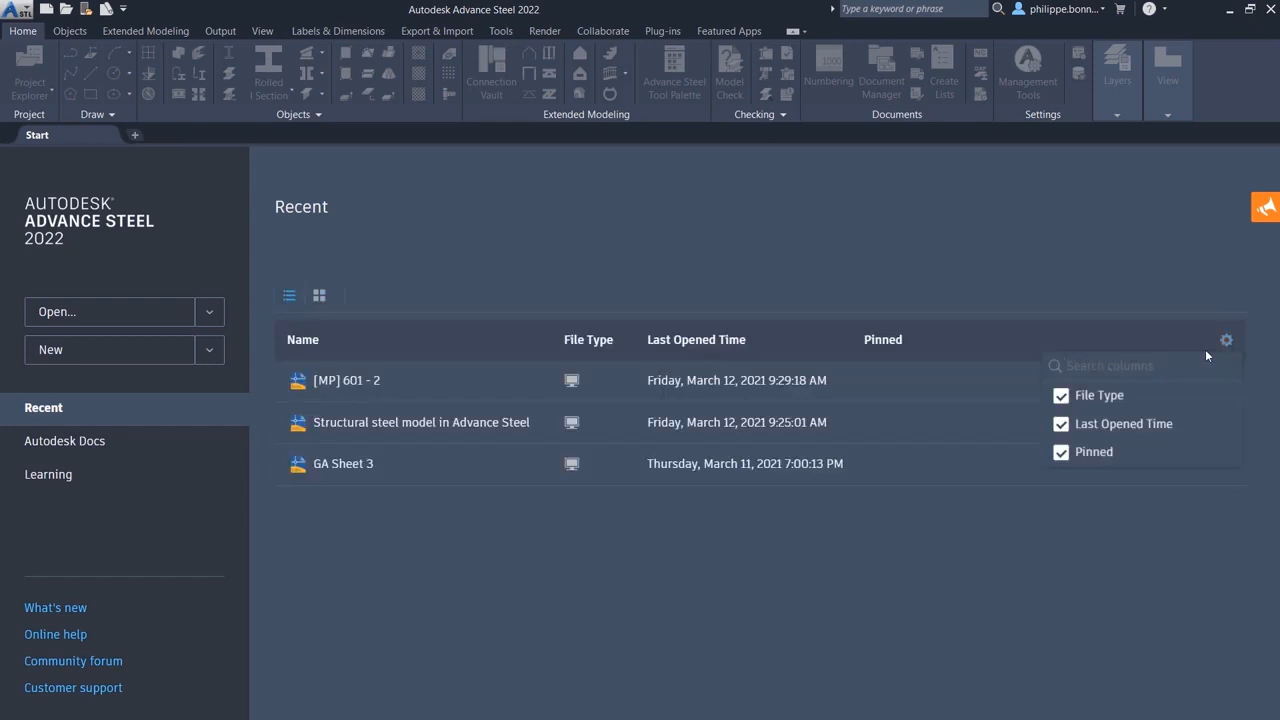 STL
Autodesk Advance Steel 2022
Type a keyword or phrase
philippe.bonn...
Home Objects Extended Modeling Output View Labels & Dimensions Export & Import Tools Render Collaborate Plug-ins Featured Apps
Project Explorer
Rolled I Section
Connection Vault
Advance Steel Tool Palette
Model Check
1000
Numbering
Document Manager
Create Lists
Management Tools
Layers
View
Project Draw Objects Extended Modeling Checking Documents Settings
Start
AUTODESK®
ADVANCE STEEL
2022
Open...
New
Recent
Autodesk Docs
Learning
What's new
Online help
Community forum
Customer support
Recent
Name File Type Last Opened Time Pinned
[MP] 601 - 2 Friday, March 12, 2021 9:29:18 AM
Structural steel model in Advance Steel Friday, March 12, 2021 9:25:01 AM
GA Sheet 3 Thursday, March 11, 2021 7:00:13 PM
Search columns
File Type
Last Opened Time
Pinned